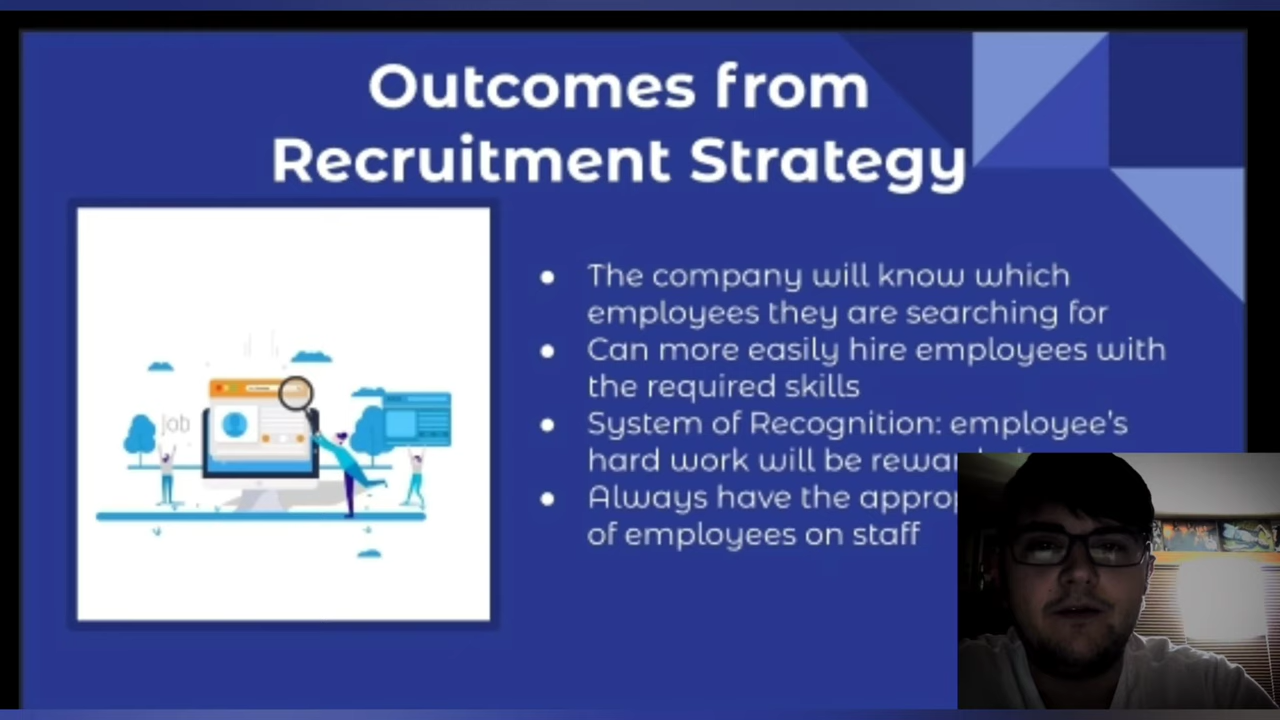 Outcomes from
Recruitment Strategy
● The company will know which
employees they are searching for
● Can more easily hire employees with
the required skills
● System of Recognition: employee's
hard work will be
● Always have the
of employees on staff
job